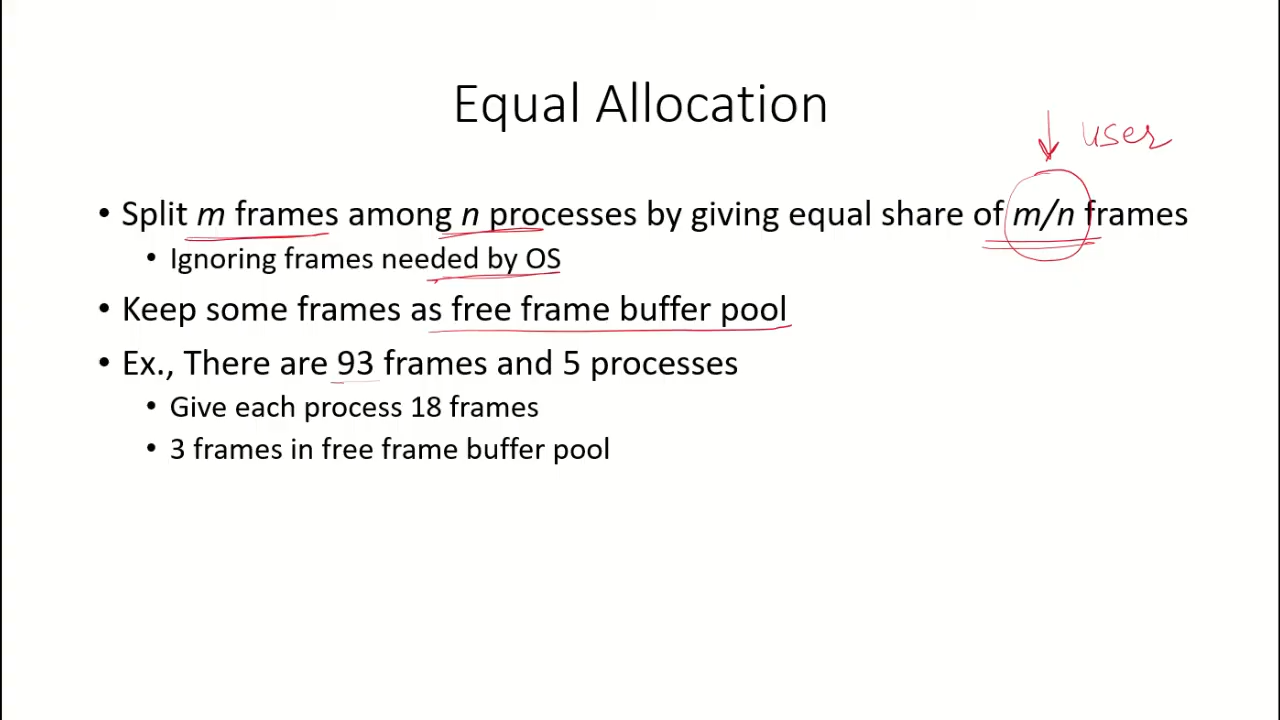 Equal Allocation
user
• Split m frames among n processes by giving equal share of m/n frames
• Ignoring frames needed by OS
• Keep some frames as free frame buffer pool
• Ex., There are 93 frames and 5 processes
• Give each process 18 frames
• 3 frames in free frame buffer pool